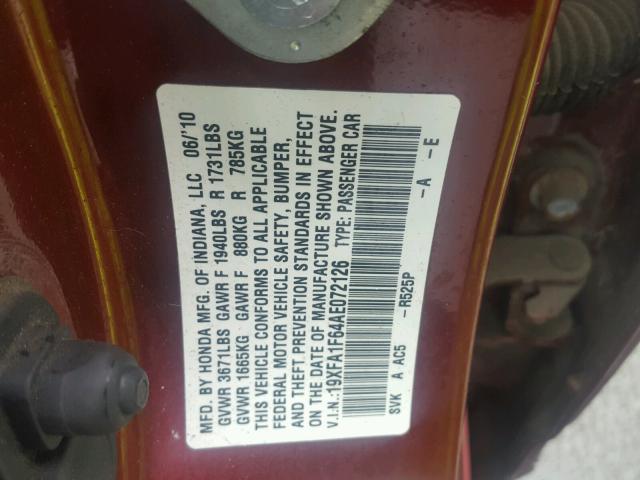 MFD. BY HONDA MFG. OF INDIANA, LLC 06/'10
GVWR 3671LBS GAWR F 1940LBS R 1731LBS
GVWR 1665KG GAWR F 880KG R 785KG
THIS VEHICLE CONFORMS TO ALL APPLICABLE
FEDERAL MOTOR VEHICLE SAFETY, BUMPER,
AND THEFT PREVENTION STANDARDS IN EFFECT
ON THE DATE OF MANUFACTURE SHOWN ABOVE.
V.I.N.:19XFA1F64AE072126 TYPE: PASSENGER CAR
SVK A AC5 -R525P -A -E